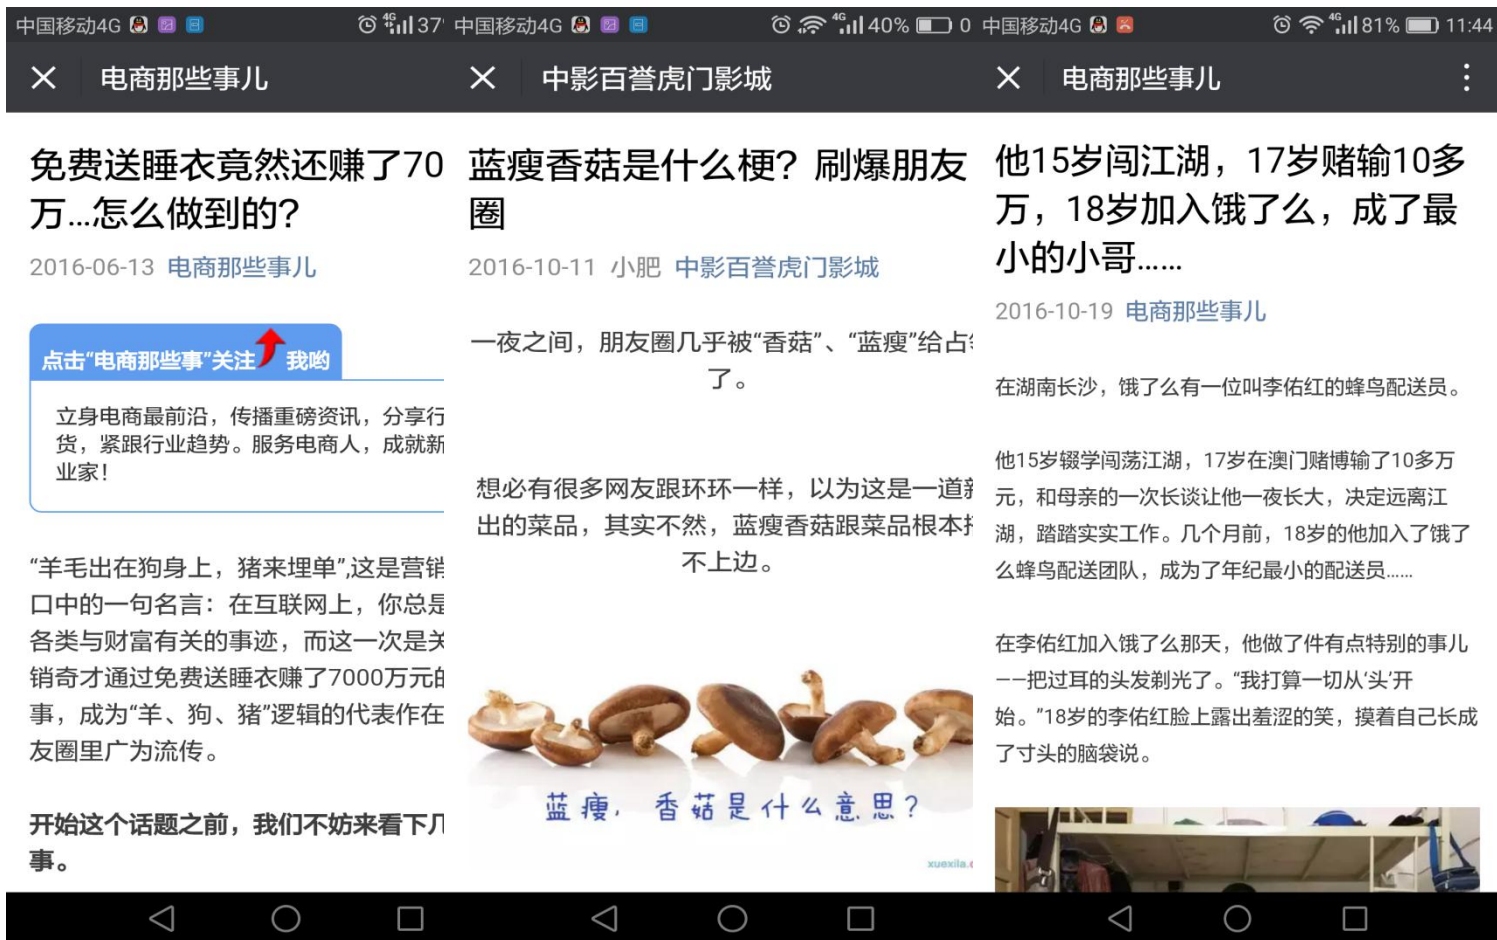 中国移动4G 37
电商那些事儿
免费送睡衣竟然还赚了70
万...怎么做到的？
2016-06-13 电商那些事儿
点击“电商那些事”关注 我哟
立身电商最前沿，传播重磅资讯，分享行
货，紧跟行业趋势。服务电商人，成就新
业家！
“羊毛出在狗身上，猪来埋单”,这是营销
口中的一句名言：在互联网上，你总是
各类与财富有关的事迹，而这一次是关
销奇才通过免费送睡衣赚了7000万元的
事，成为“羊、狗、猪”逻辑的代表作在
友圈里广为流传。
开始这个话题之前，我们不妨来看下几
事。
中国移动4G 4G 40% 0
中影百誉虎门影城
蓝瘦香菇是什么梗？刷爆朋友
圈
2016-10-11 小肥 中影百誉虎门影城
一夜之间，朋友圈几乎被“香菇”、“蓝瘦”给占
了。
想必有很多网友跟环环一样，以为这是一道新
出的菜品，其实不然，蓝瘦香菇跟菜品根本
不上边。
蓝瘦，香菇是什么意思？
xuexila.c
中国移动4G 4G 81% 11:44
电商那些事儿
他15岁闯江湖，17岁赌输10多
万，18岁加入饿了么，成了最
小的小哥……
2016-10-19 电商那些事儿
在湖南长沙，饿了么有一位叫李佑红的蜂鸟配送员。
他15岁辍学闯荡江湖，17岁在澳门赌博输了10多万
元，和母亲的一次长谈让他一夜长大，决定远离江
湖，踏踏实实工作。几个月前，18岁的他加入了饿了
么蜂鸟配送团队，成为了年纪最小的配送员……
在李佑红加入饿了么那天，他做了件有点特别的事儿
——把过耳的头发剃光了。“我打算一切从‘头’开
始。”18岁的李佑红脸上露出羞涩的笑，摸着自己长成
了寸头的脑袋说。